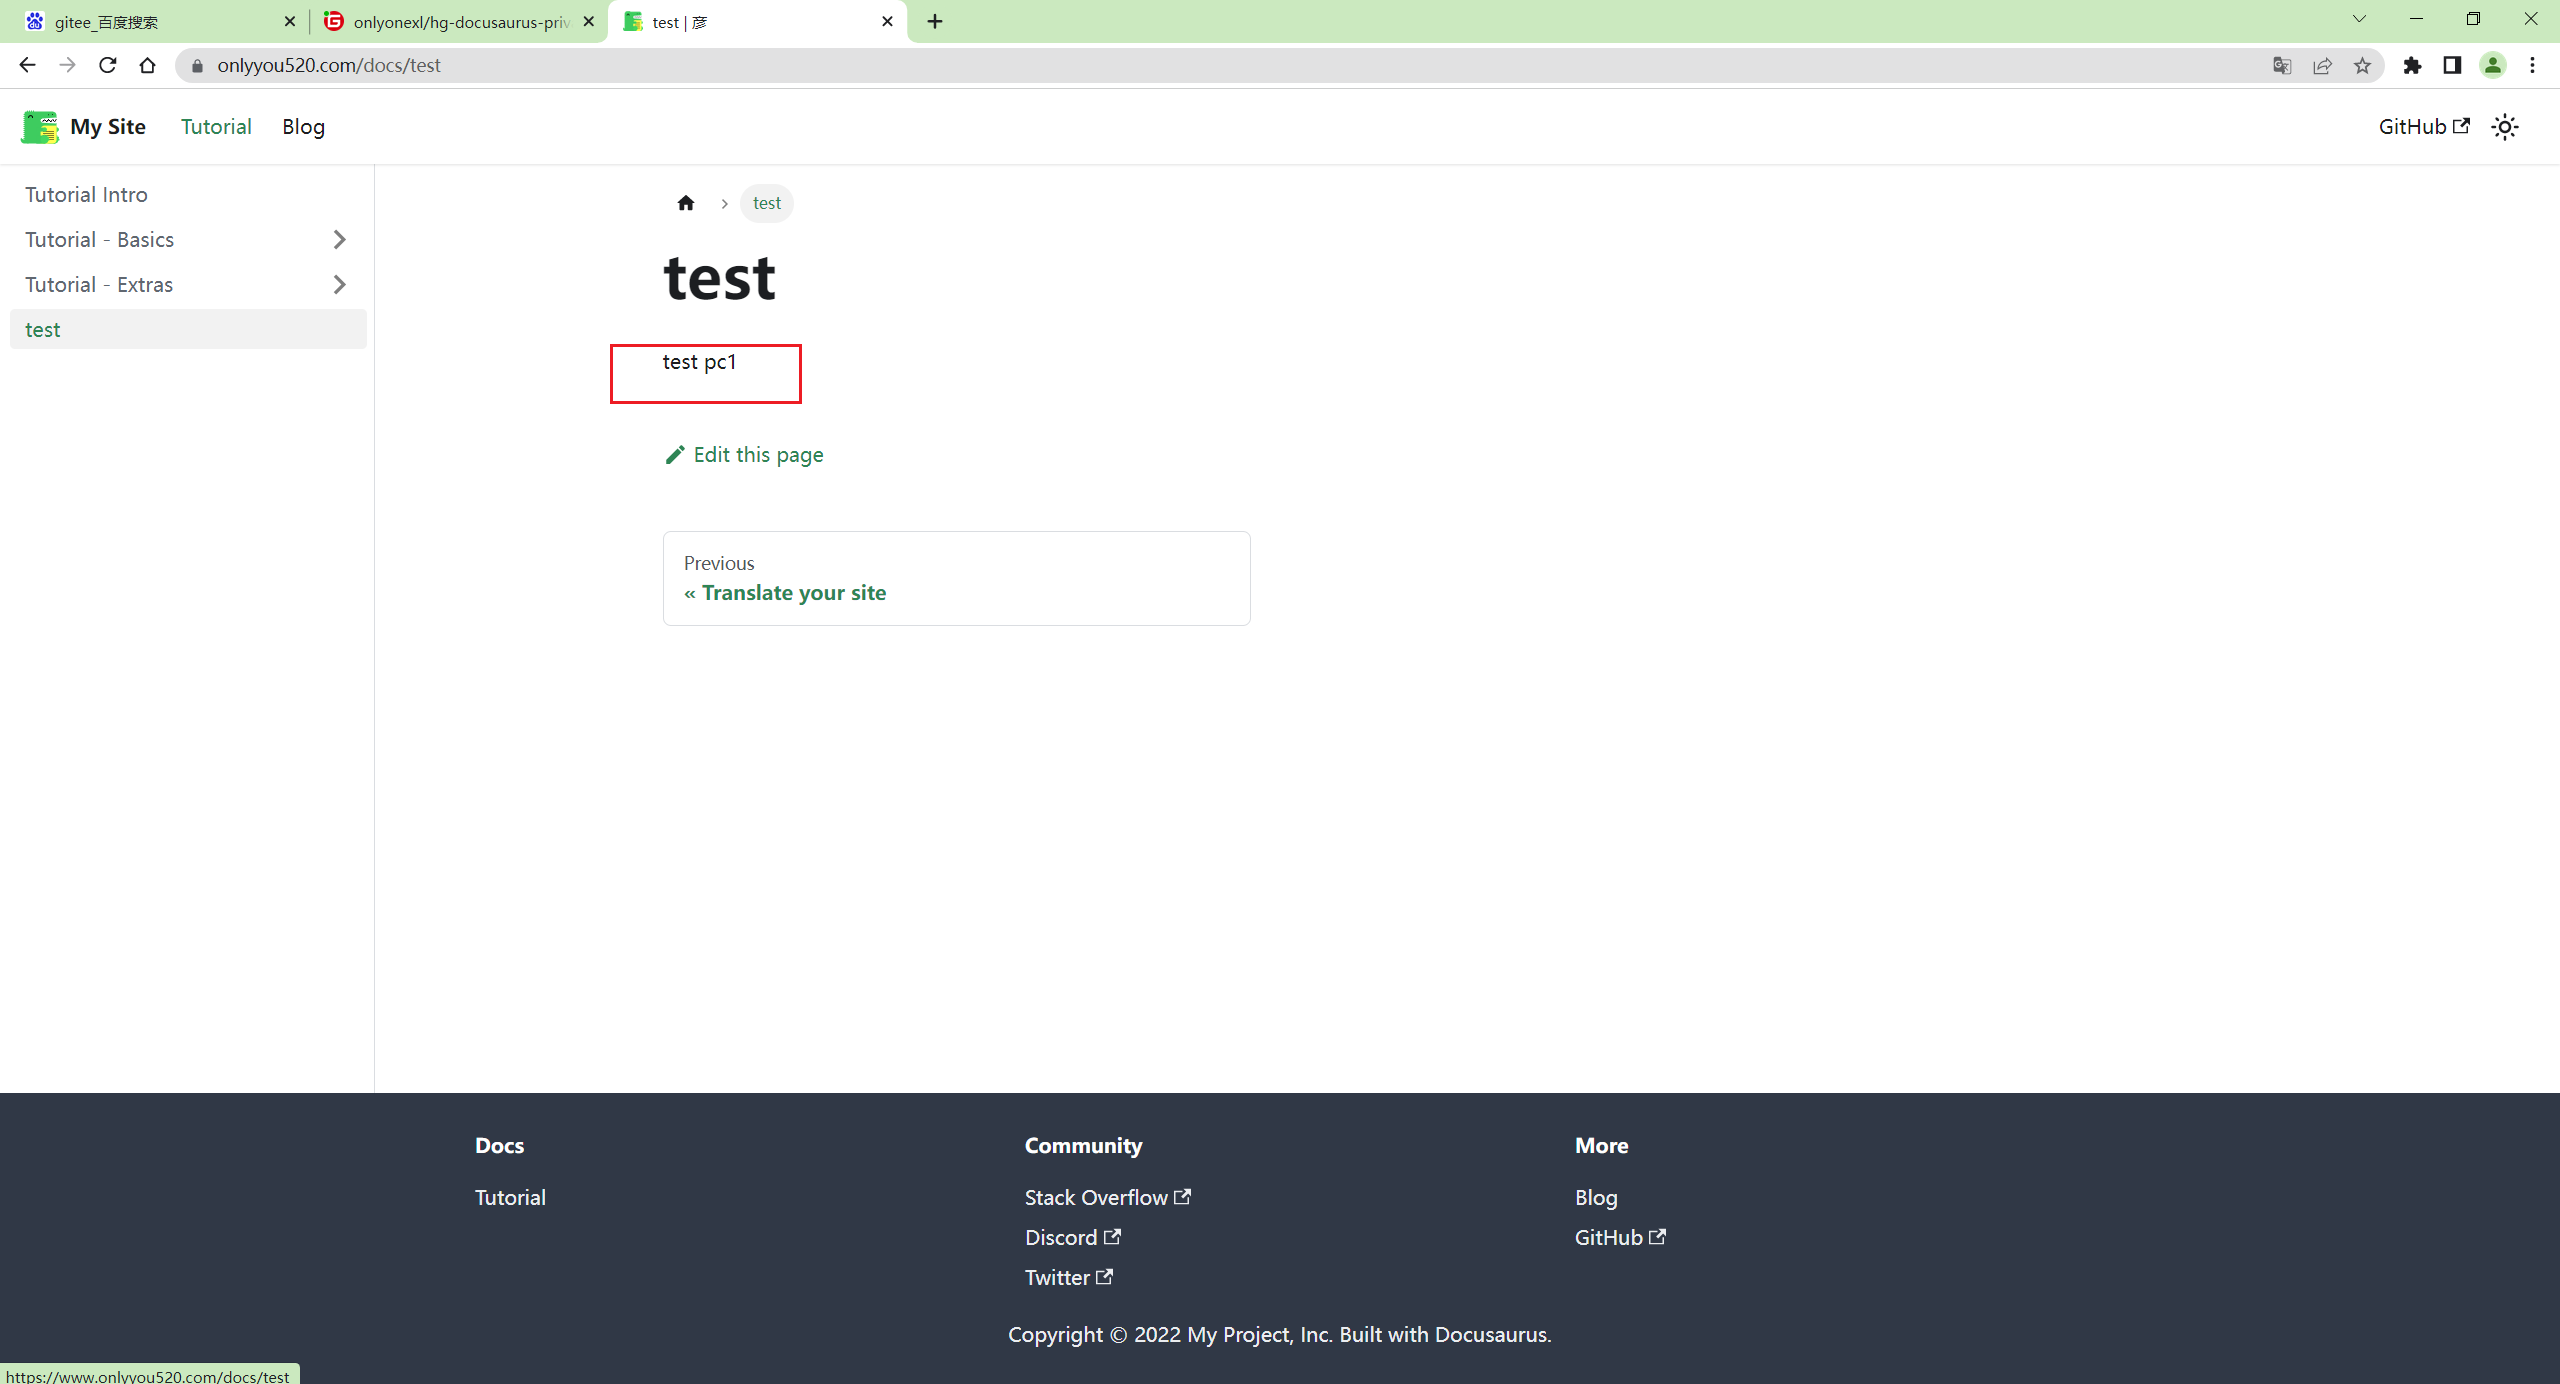 gitee_百度搜索
onlyonexl/hg-docusaurus-priv
test | 彦
onlyyou520.com/docs/test
My Site
Tutorial
Blog
GitHub
Tutorial Intro
Tutorial - Basics
Tutorial - Extras
test
test
test
test pc1
Edit this page
Previous
« Translate your site
Docs
Tutorial
Community
Stack Overflow
Discord
Twitter
More
Blog
GitHub
Copyright © 2022 My Project, Inc. Built with Docusaurus.
https://www.onlyyou520.com/docs/test